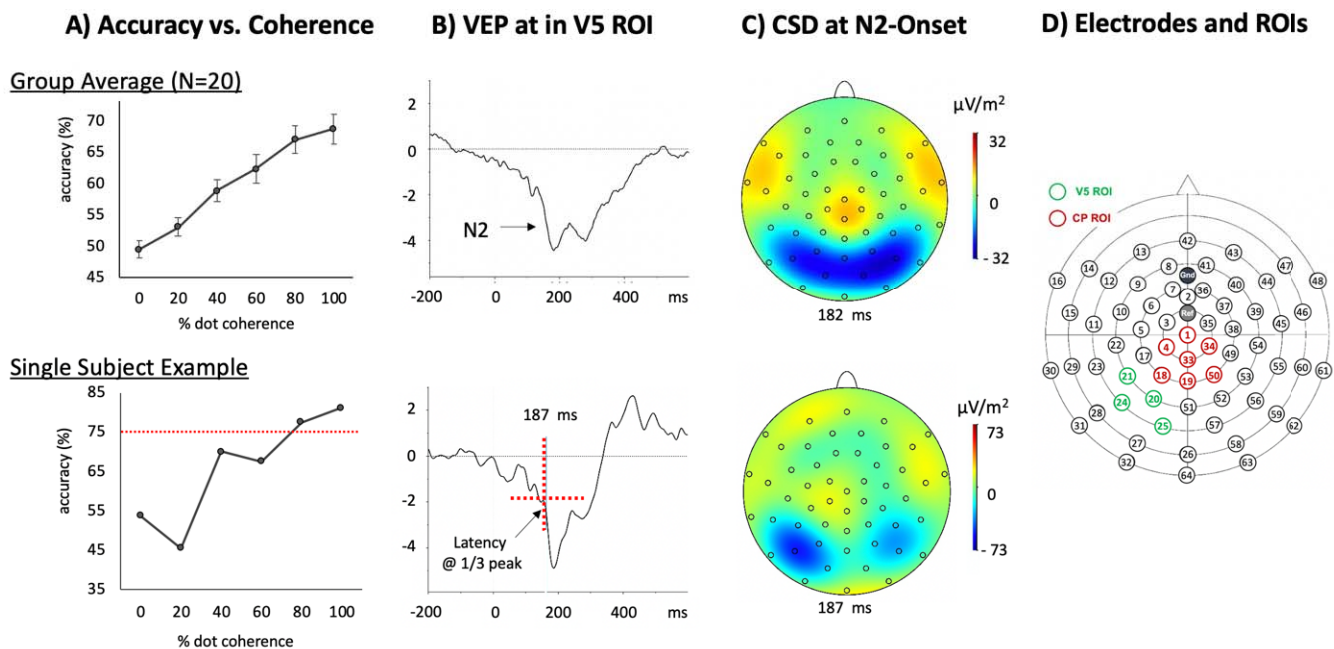 A) Accuracy vs. Coherence
B) VEP at in V5 ROI
C) CSD at N2-Onset
D) Electrodes and ROIs
Group Average (N=20)
accuracy (%)
70
65
60
55
50
45
0 20 40 60 80 100
% dot coherence
2
0
-2
-4
N2
-200 0 200 400 ms
µV/m²
32
0
- 32
182 ms
Single Subject Example
accuracy (%)
85
75
65
55
45
35
0 20 40 60 80 100
% dot coherence
187 ms
2
0
-2
-4
Latency
@ 1/3 peak
-200 0 200 400 ms
µV/m²
73
0
- 73
187 ms
V5 ROI
CP ROI
42
14 43 47
8 41
16 12 9 Gnd 44 48
7 2 36
6 37
15 10 Ref 45 46
11 3 35
5 1 38
22 4 34 54
17 33 49
30 29 23 21 18 19 50 53 55 61
24 20 51 52 56
28 25 57 59
31 62
27 26 58
32 64 63